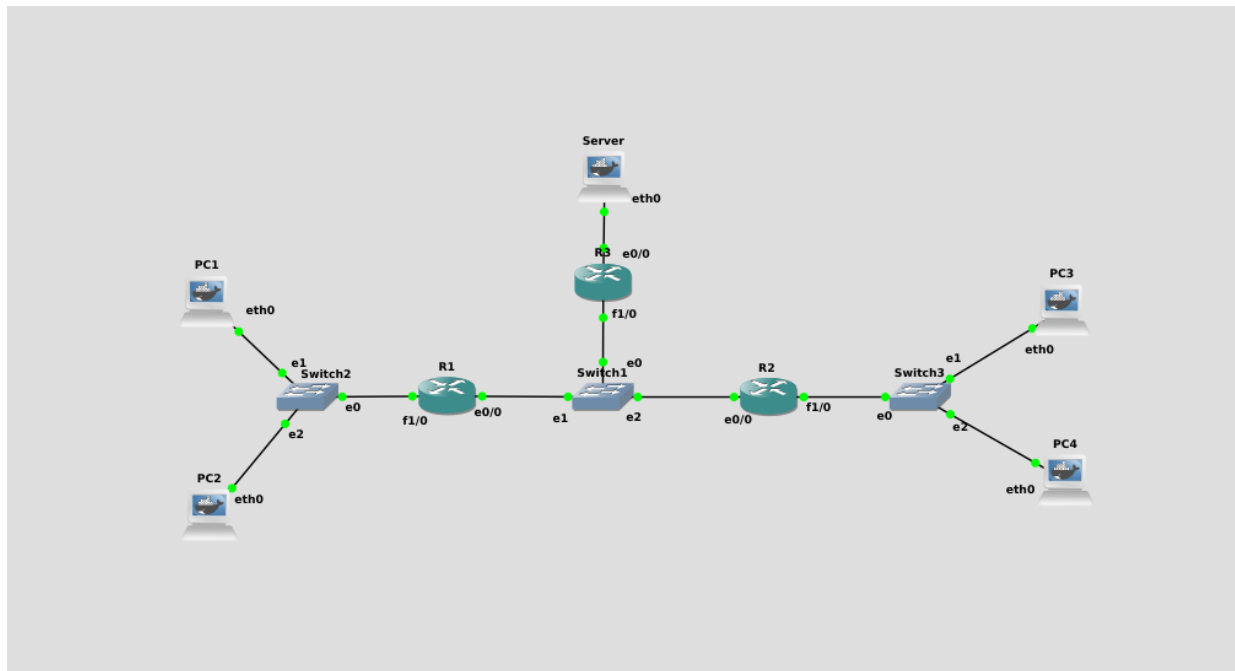 Server
eth0
R3
e0/0
PC1
eth0
PC3
eth0
f1/0
e1
Switch2
e0
e2
R1
f1/0
e0/0
e0
Switch1
e1
e2
R2
e0/0
f1/0
Switch3
e1
e0
e2
PC2
eth0
PC4
eth0